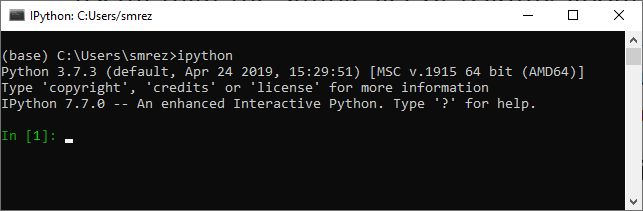 IPython: C:Users/smrez
(base) C:\Users\smrez>ipython
Python 3.7.3 (default, Apr 24 2019, 15:29:51) [MSC v.1915 64 bit (AMD64)]
Type 'copyright', 'credits' or 'license' for more information
IPython 7.7.0 -- An enhanced Interactive Python. Type '?' for help.
In [1]: